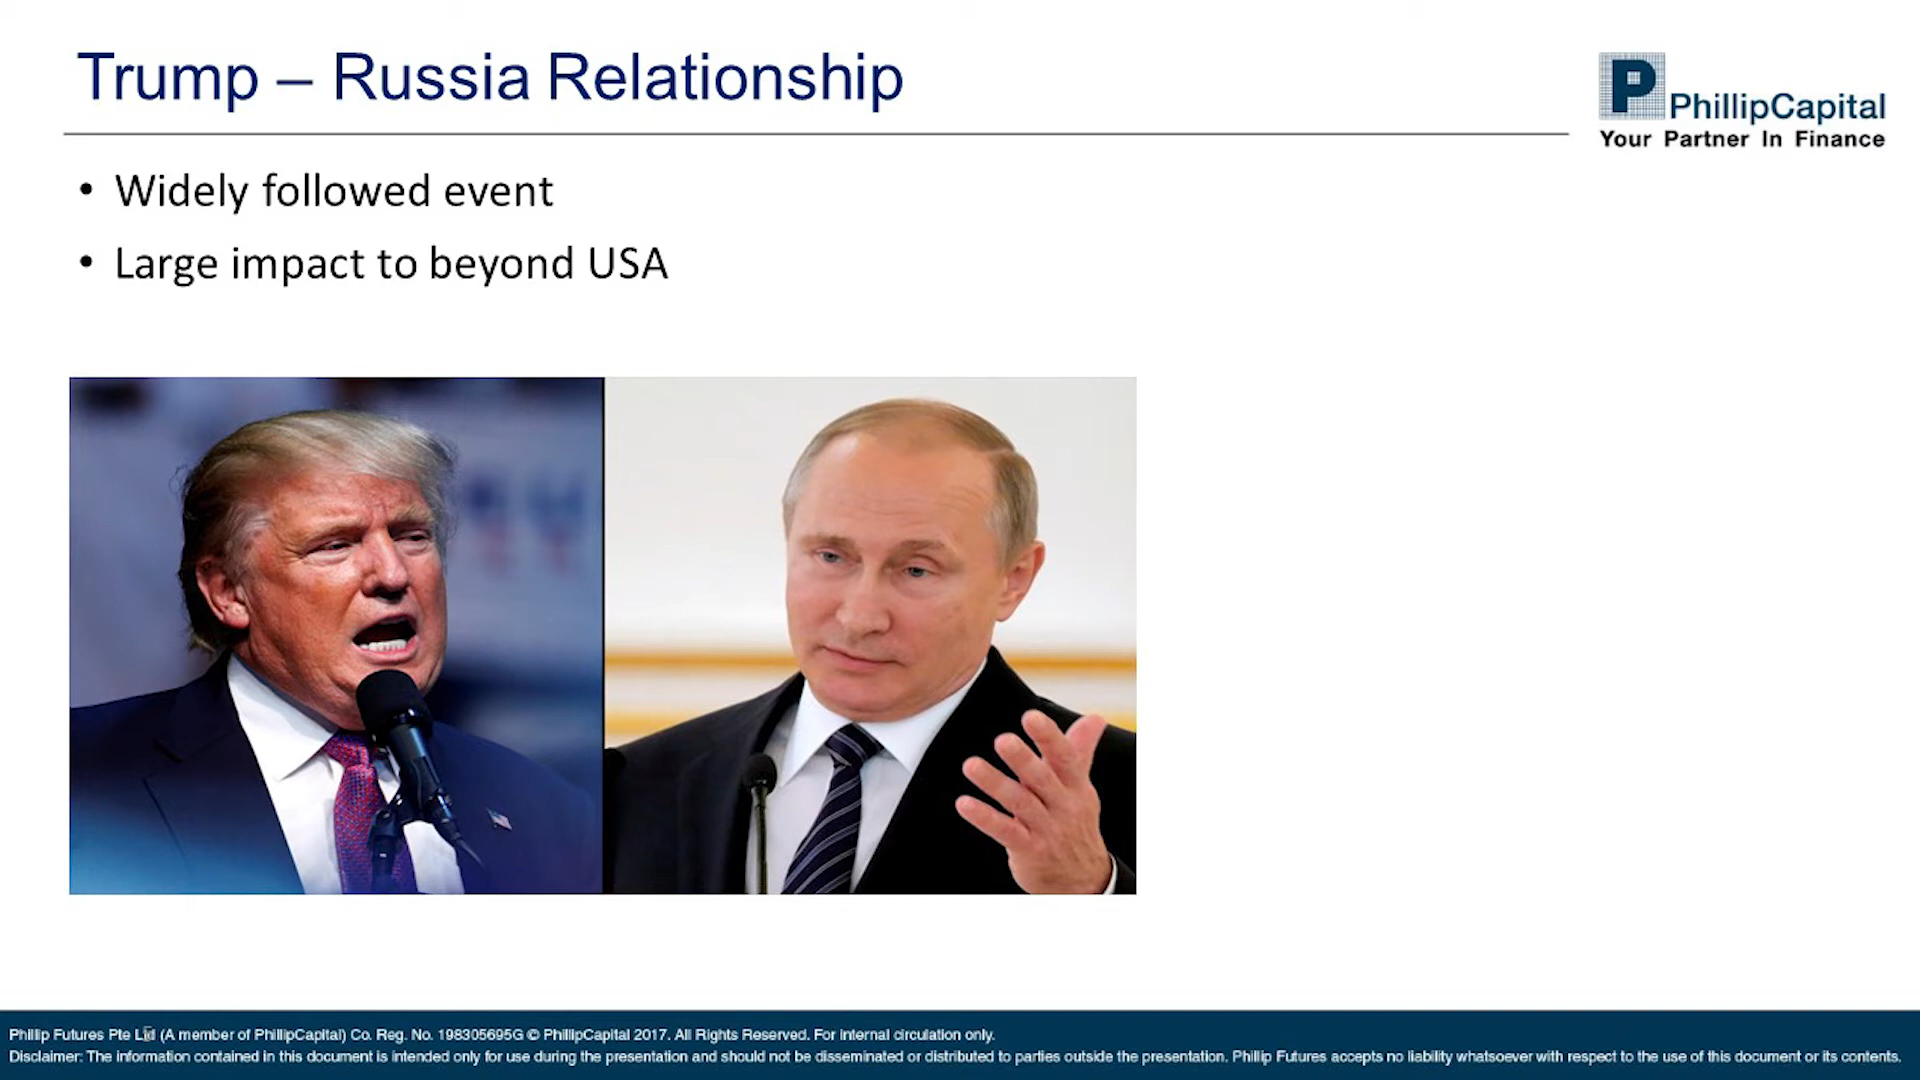 Trump – Russia Relationship
PhillipCapital
Your Partner In Finance
• Widely followed event
• Large impact to beyond USA
Phillip Futures Pte Ltd (A member of PhillipCapital) Co. Reg. No. 198305695G © PhillipCapital 2017. All Rights Reserved. For internal circulation only.
Disclaimer: The information contained in this document is intended only for use during the presentation and should not be disseminated or distributed to parties outside the presentation. Phillip Futures accepts no liability whatsoever with respect to the use of this document or its contents.